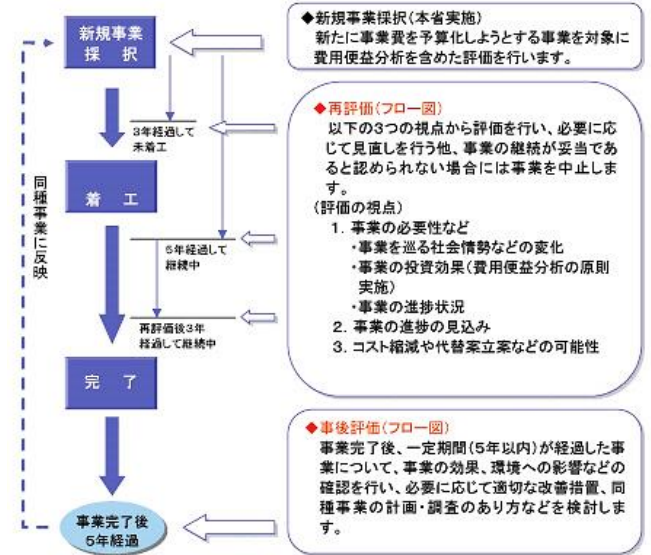 新規事業
採　択
◆新規事業採択(本省実施)
新たに事業費を予算化しようとする事業を対象に
費用便益分析を含めた評価を行います。
3年経過して
未着工
◆再評価(フロー図)
以下の3つの視点から評価を行い、必要に応
じて見直しを行う他、事業の継続が妥当であ
ると認められない場合には事業を中止しま
す。
(評価の視点)
1. 事業の必要性など
・事業を巡る社会情勢などの変化
・事業の投資効果(費用便益分析の原則
実施)
・事業の進捗状況
2. 事業の進捗の見込み
3. コスト縮減や代替案立案などの可能性
着　工
同種事業に反映
5年経過して
継続中
再評価後3年
経過して継続中
完　了
◆事後評価(フロー図)
事業完了後、一定期間(5年以内)が経過した事
業について、事業の効果、環境への影響などの
確認を行い、必要に応じて適切な改善措置、同
種事業の計画・調査のあり方などを検討しま
す。
事業完了後
5年経過